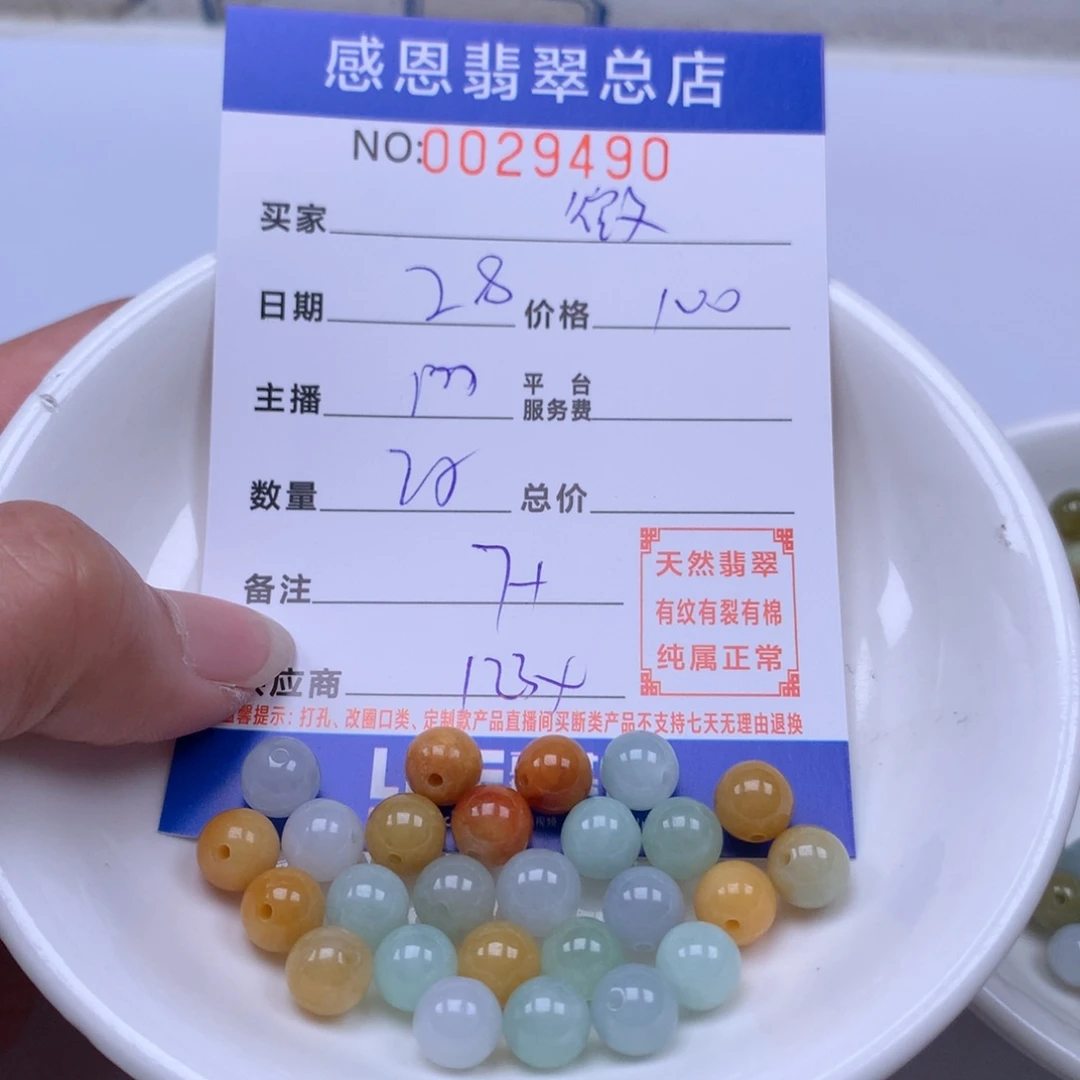 感恩翡翠总店
NO:0029490
买家
日期 28 价格 100
主播 m 平台服务费
数量 28 总价
备注 7H
天然翡翠
有纹有裂有棉
纯属正常
应商
馨提示：打孔、改圈口类、定制款产品直播间买断类产品不支持七天无理由退换